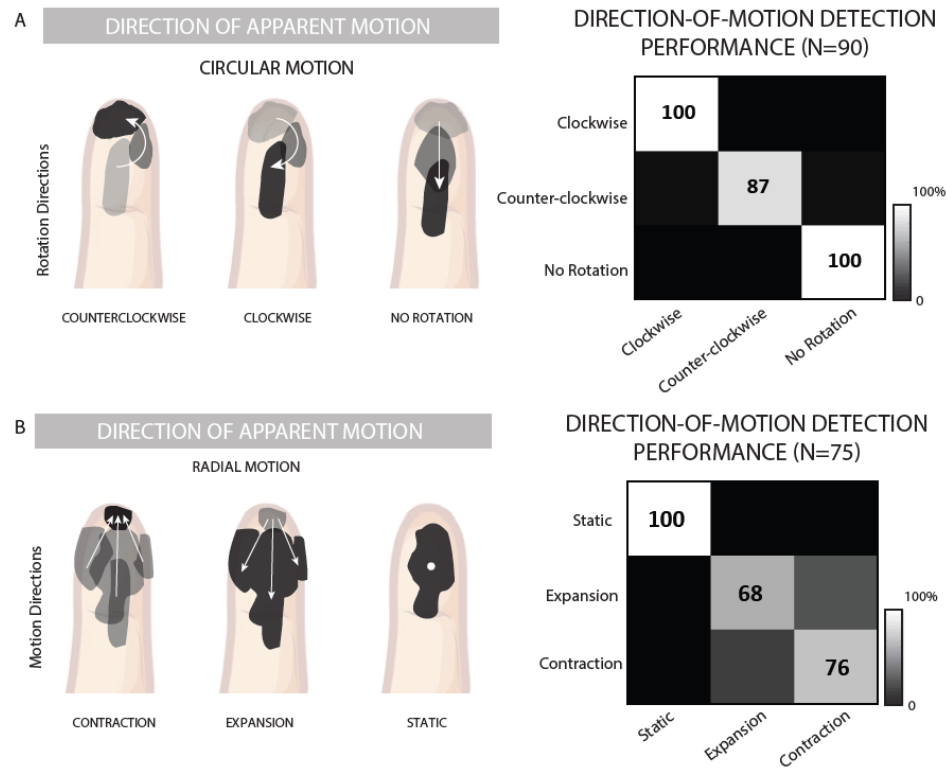 A
DIRECTION OF APPARENT MOTION
CIRCULAR MOTION
Rotation Directions
COUNTERCLOCKWISE
CLOCKWISE
NO ROTATION
DIRECTION-OF-MOTION DETECTION
PERFORMANCE (N=90)
Clockwise
100
Counter-clockwise
87
No Rotation
100
100%
0
Clockwise
Counter-clockwise
No Rotation
B
DIRECTION OF APPARENT MOTION
RADIAL MOTION
Motion Directions
CONTRACTION
EXPANSION
STATIC
DIRECTION-OF-MOTION DETECTION
PERFORMANCE (N=75)
Static
100
Expansion
68
Contraction
76
100%
0
Static
Expansion
Contraction